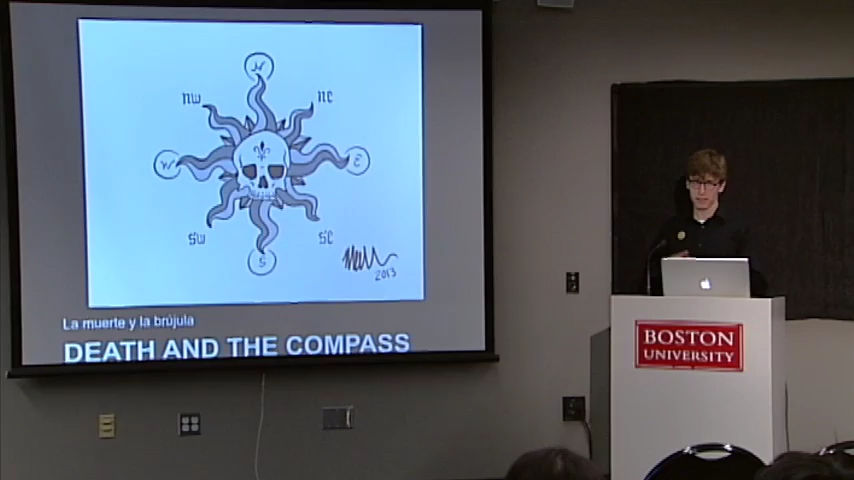 N
nw
ne
W
E
sw
se
S
2013
La muerte y la brújula
DEATH AND THE COMPASS
BOSTON
UNIVERSITY